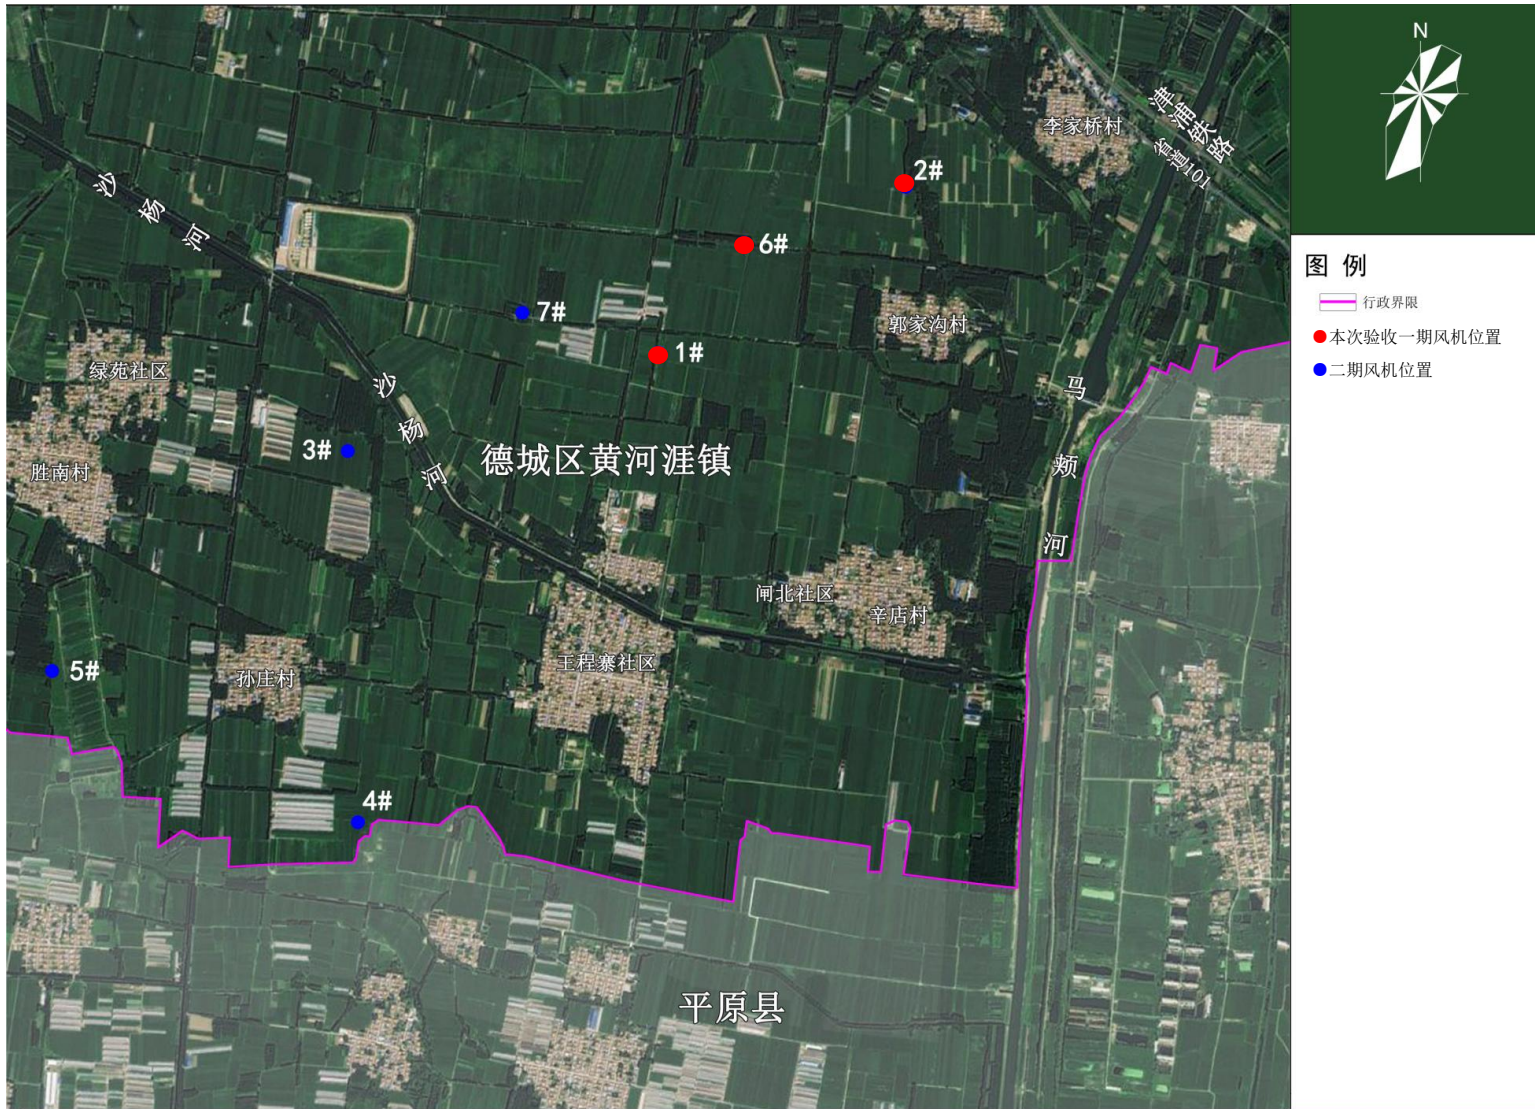 N
津浦铁路
省道101
李家桥村
2#
沙杨河
6#
7#
郭家沟村
1#
绿苑社区
沙杨河
马颊河
3#
德城区黄河涯镇
胜南村
闸北社区
辛店村
王程寨社区
5#
孙庄村
4#
平原县
图 例
行政界限
本次验收一期风机位置
二期风机位置